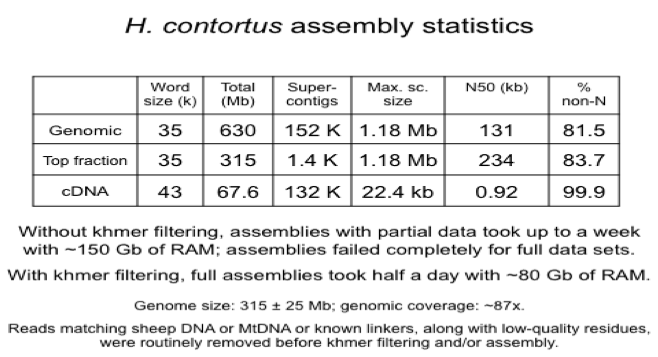 H. contortus assembly statistics
Word size (k) Total (Mb) Super-contigs Max. sc. size N50 (kb) % non-N
Genomic 35 630 152 K 1.18 Mb 131 81.5
Top fraction 35 315 1.4 K 1.18 Mb 234 83.7
cDNA 43 67.6 132 K 22.4 kb 0.92 99.9
Without khmer filtering, assemblies with partial data took up to a week
with ~150 Gb of RAM; assemblies failed completely for full data sets.
With khmer filtering, full assemblies took half a day with ~80 Gb of RAM.
Genome size: 315 ± 25 Mb; genomic coverage: ~87x.
Reads matching sheep DNA or MtDNA or known linkers, along with low-quality residues,
were routinely removed before khmer filtering and/or assembly.